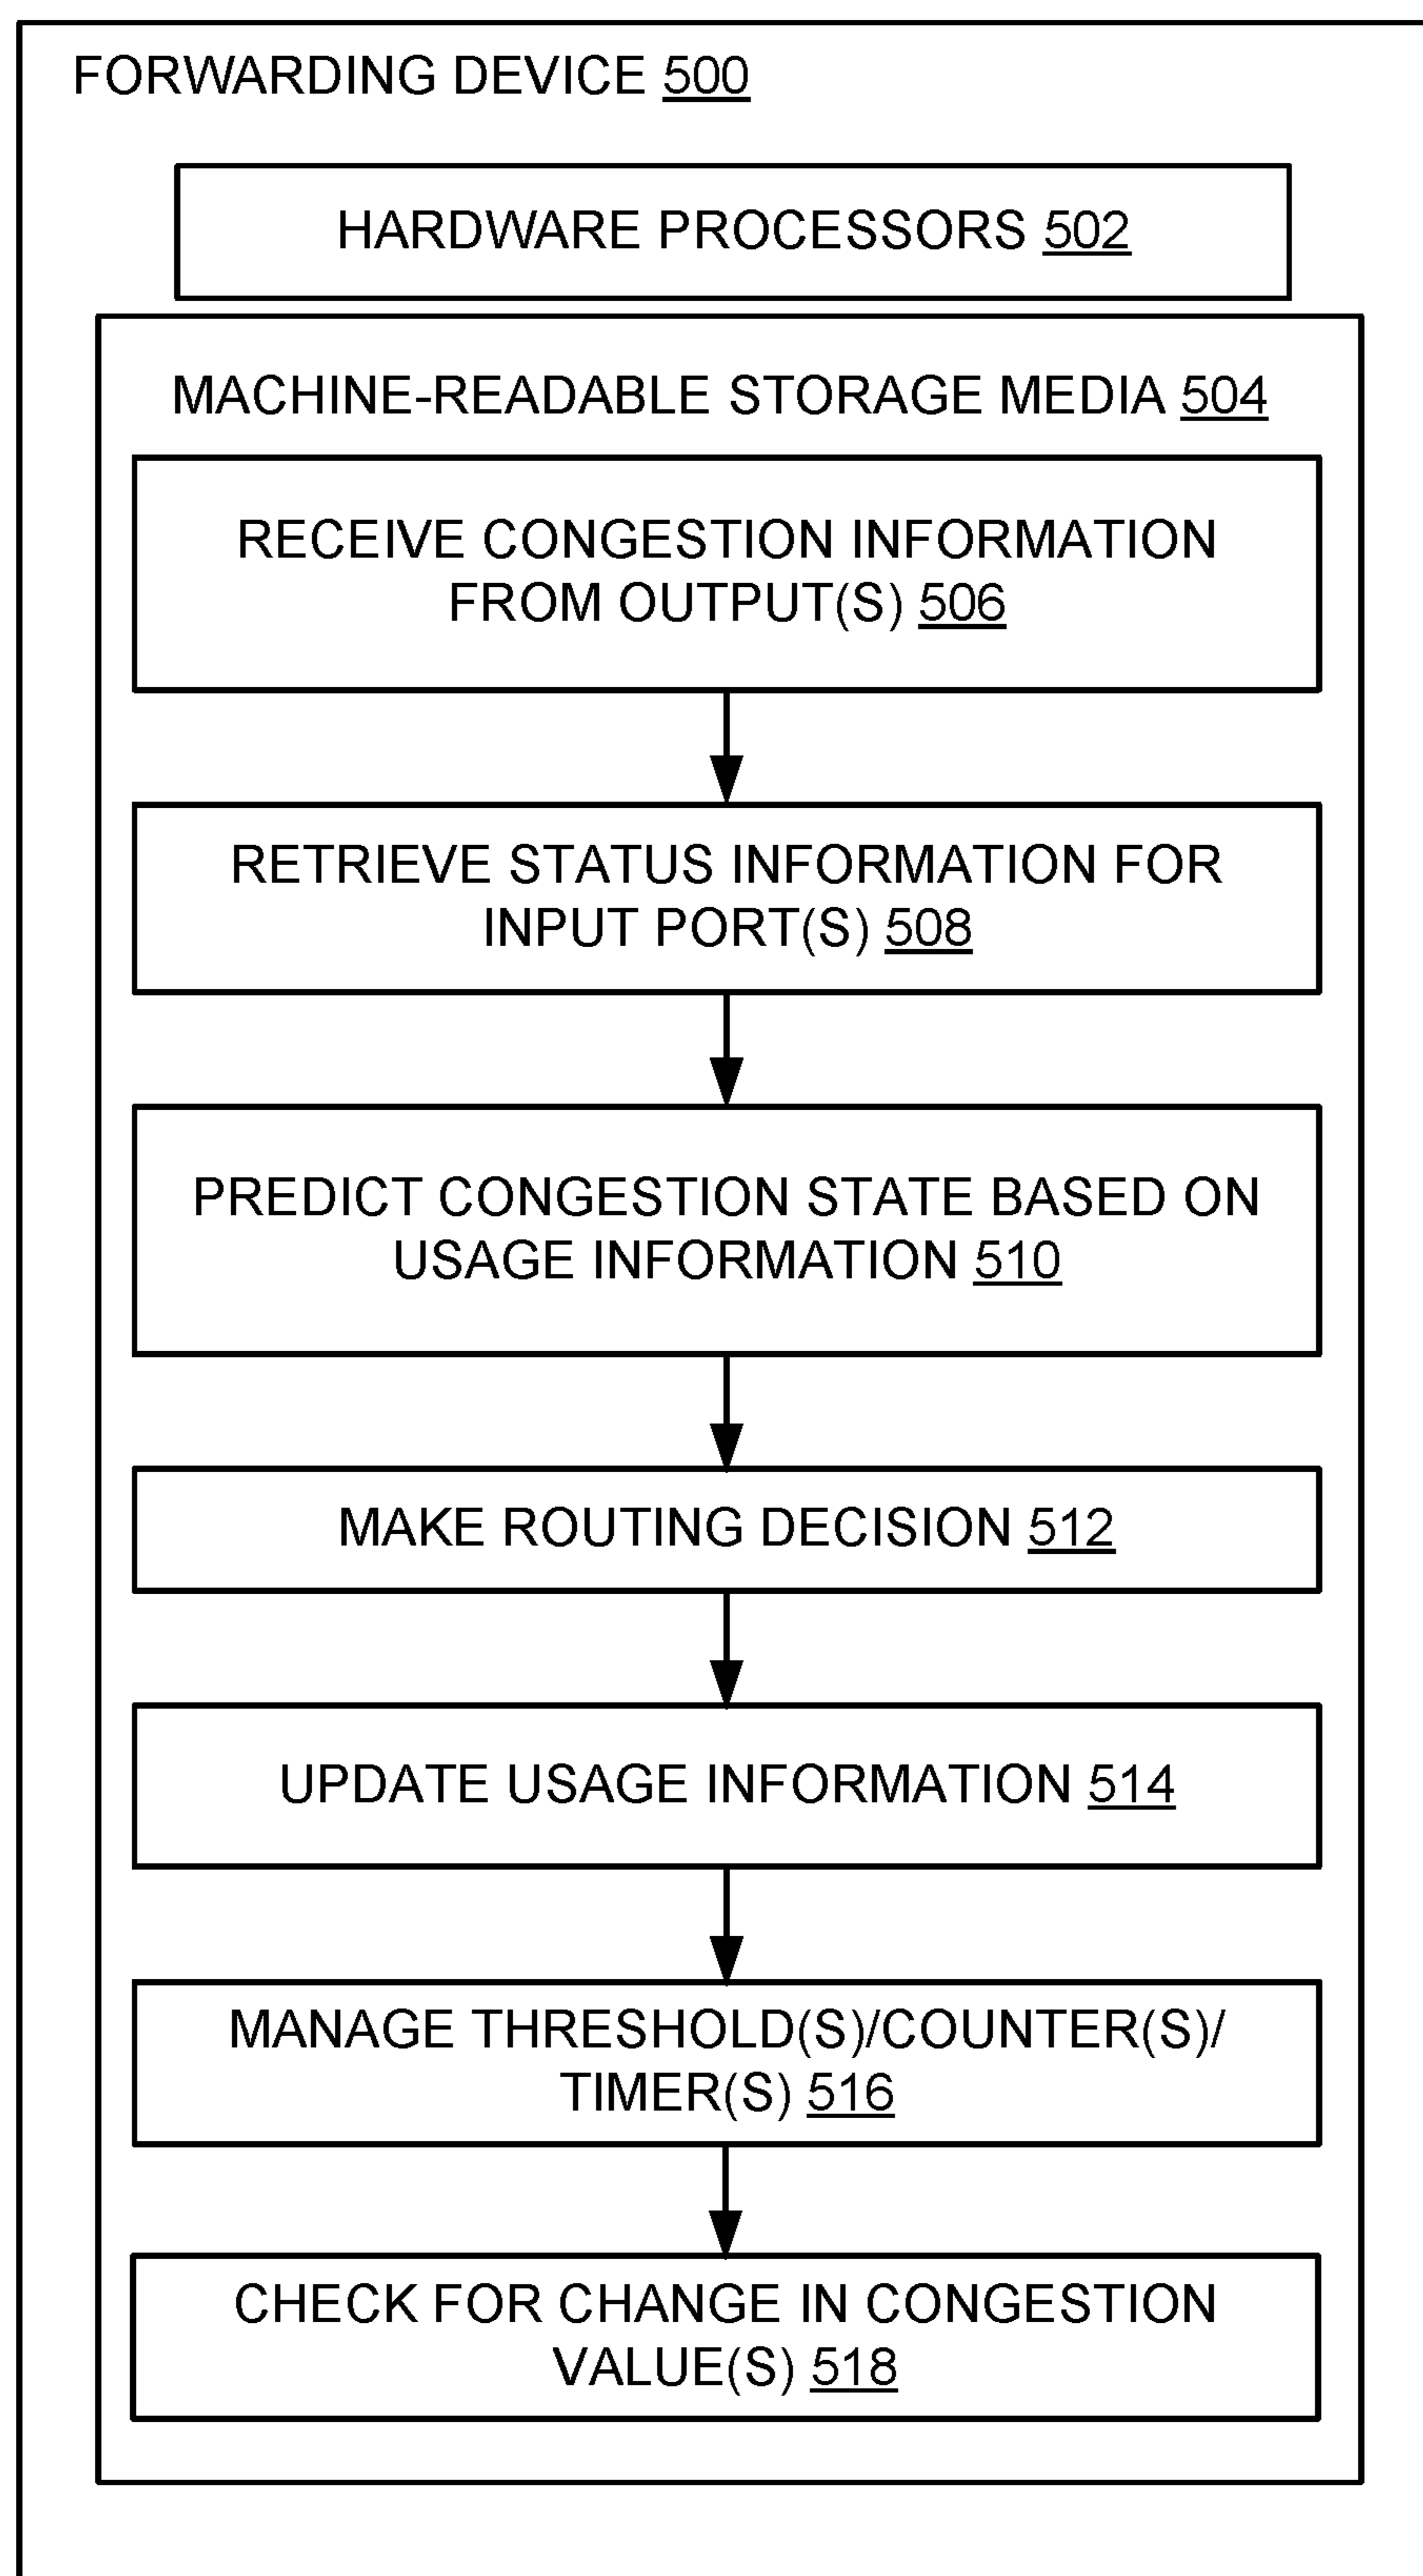 FORWARDING DEVICE 500
HARDWARE PROCESSORS 502
MACHINE-READABLE STORAGE MEDIA 504
RECEIVE CONGESTION INFORMATION
FROM OUTPUT(S) 506
RETRIEVE STATUS INFORMATION FOR
INPUT PORT(S) 508
PREDICT CONGESTION STATE BASED ON
USAGE INFORMATION 510
MAKE ROUTING DECISION 512
UPDATE USAGE INFORMATION 514
MANAGE THRESHOLD(S)/COUNTER(S)/
TIMER(S) 516
CHECK FOR CHANGE IN CONGESTION
VALUE(S) 518